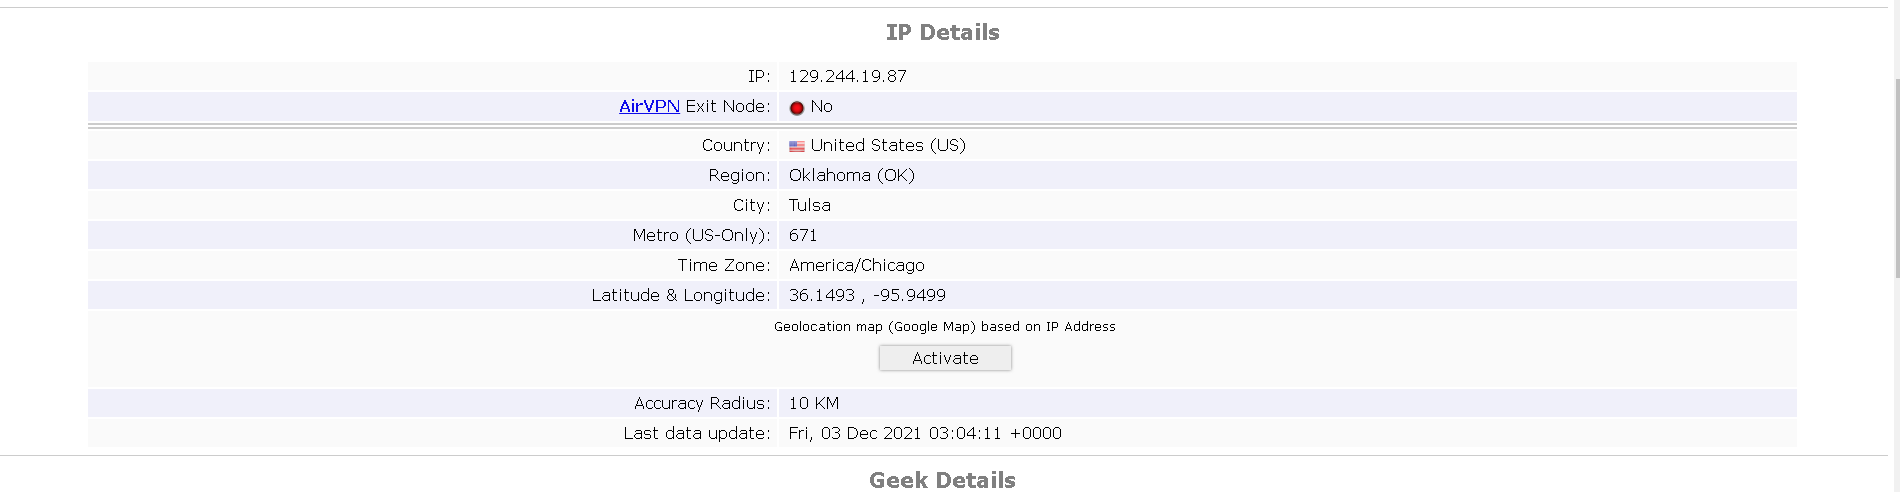 IP Details
IP: 129.244.19.87
AirVPN Exit Node: No
Country: United States (US)
Region: Oklahoma (OK)
City: Tulsa
Metro (US-Only): 671
Time Zone: America/Chicago
Latitude & Longitude: 36.1493 , -95.9499
Geolocation map (Google Map) based on IP Address
Activate
Accuracy Radius: 10 KM
Last data update: Fri, 03 Dec 2021 03:04:11 +0000
Geek Details